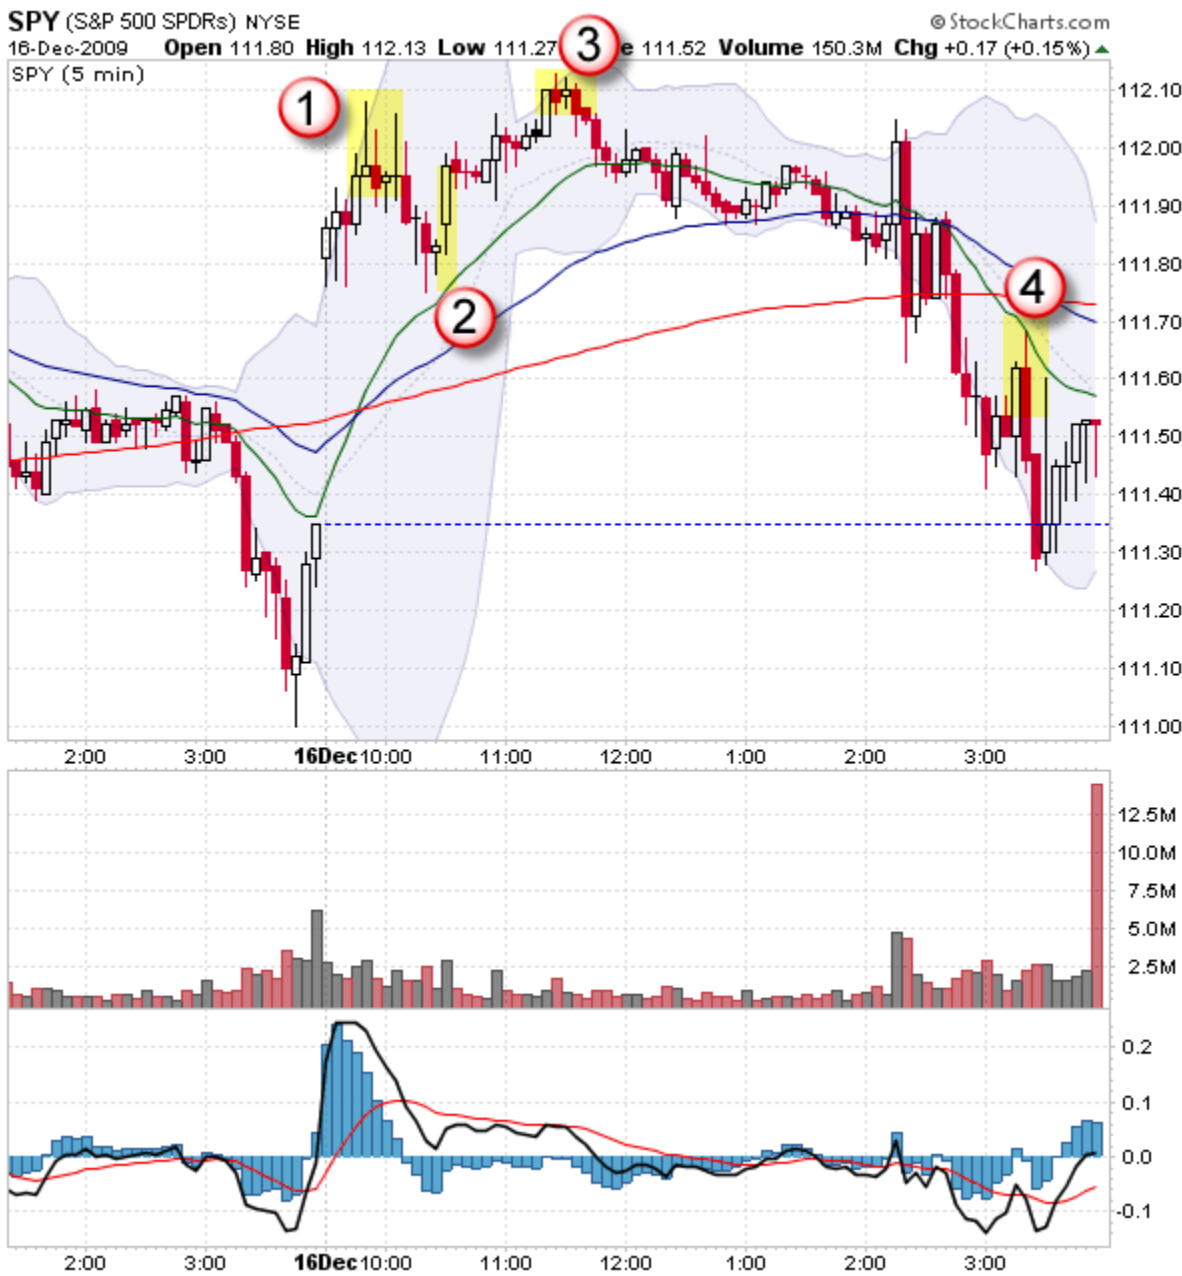 SPY (S&P 500 SPDRs) NYSE
© StockCharts.com
16-Dec-2009 Open 111.80 High 112.13 Low 111.27 e 111.52 Volume 150.3M Chg +0.17 (+0.15%)
SPY (5 min)
1
2
3
4
112.10
112.00
111.90
111.80
111.70
111.60
111.50
111.40
111.30
111.20
111.10
111.00
2:00 3:00 16Dec 10:00 11:00 12:00 1:00 2:00 3:00
12.5M
10.0M
7.5M
5.0M
2.5M
0.2
0.1
0.0
-0.1
2:00 3:00 16Dec 10:00 11:00 12:00 1:00 2:00 3:00